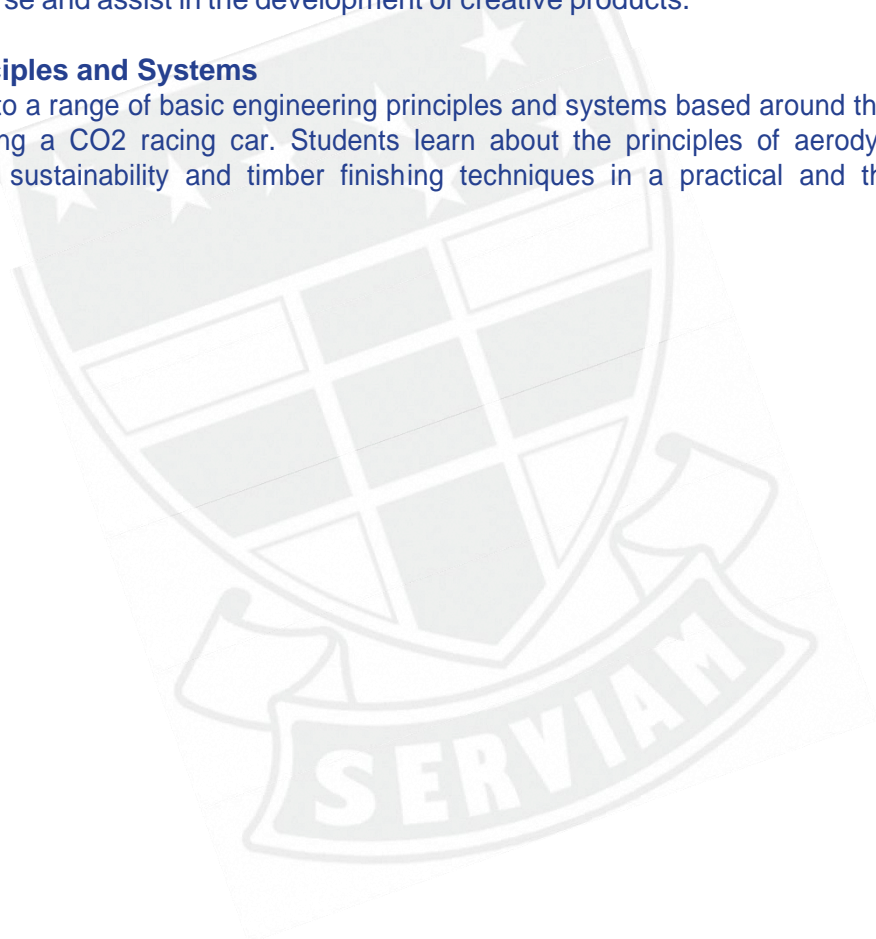 se and assist in the development of creative products.
ciples and Systems
to a range of basic engineering principles and systems based around th
ng a CO2 racing car. Students learn about the principles of aerody
sustainability and timber finishing techniques in a practical and th
SERVIAM